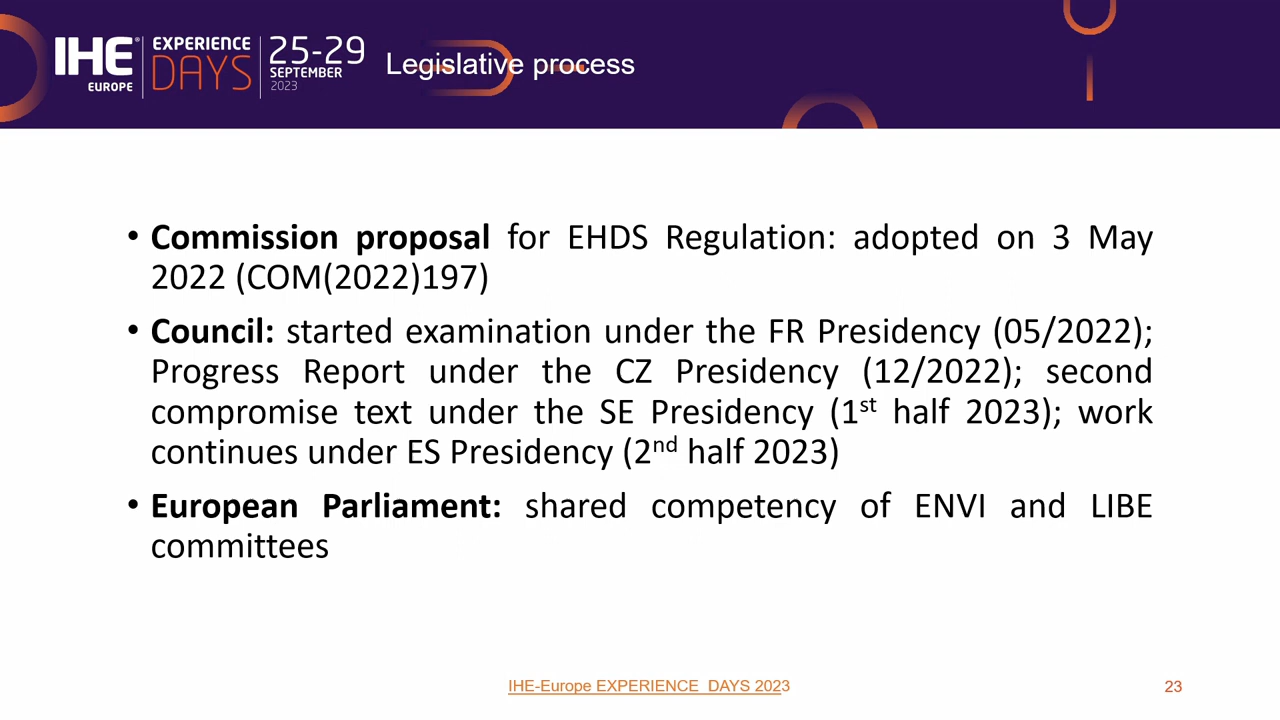 IHE®
EUROPE
EXPERIENCE
DAYS
25-29
SEPTEMBER
2023
Legislative process
• Commission proposal for EHDS Regulation: adopted on 3 May
2022 (COM(2022)197)
• Council: started examination under the FR Presidency (05/2022);
Progress Report under the CZ Presidency (12/2022); second
compromise text under the SE Presidency (1st half 2023); work
continues under ES Presidency (2nd half 2023)
• European Parliament: shared competency of ENVI and LIBE
committees
IHE-Europe EXPERIENCE DAYS 2023
23